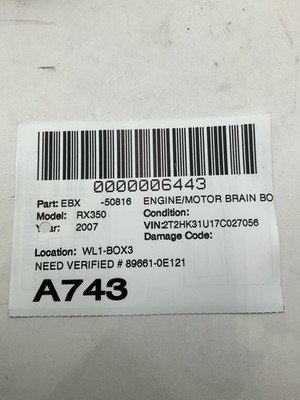 0000006443
Part: EBX -50816 ENGINE/MOTOR BRAIN BO
Model: RX350 Condition:
Year: 2007 VIN:2T2HK31U17C027056
Damage Code:
Location: WL1-BOX3
NEED VERIFIED # 89661-0E121
A743